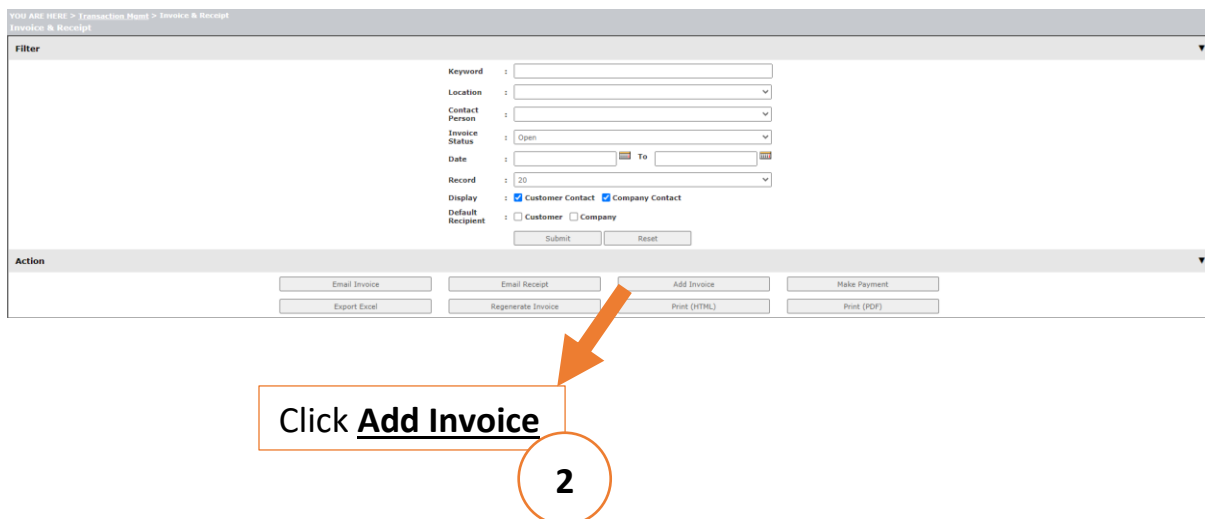 YOU ARE HERE > Transaction Mgmt > Invoice & Receipt
Invoice & Receipt
Filter ▼
Keyword :
Location :
Contact Person :
Invoice Status : Open
Date : To
Record : 20
Display : Customer Contact Company Contact
Default Recipient : Customer Company
Submit Reset
Action ▼
Email Invoice Email Receipt Add Invoice Make Payment
Export Excel Regenerate Invoice Print (HTML) Print (PDF)
Click Add Invoice
2